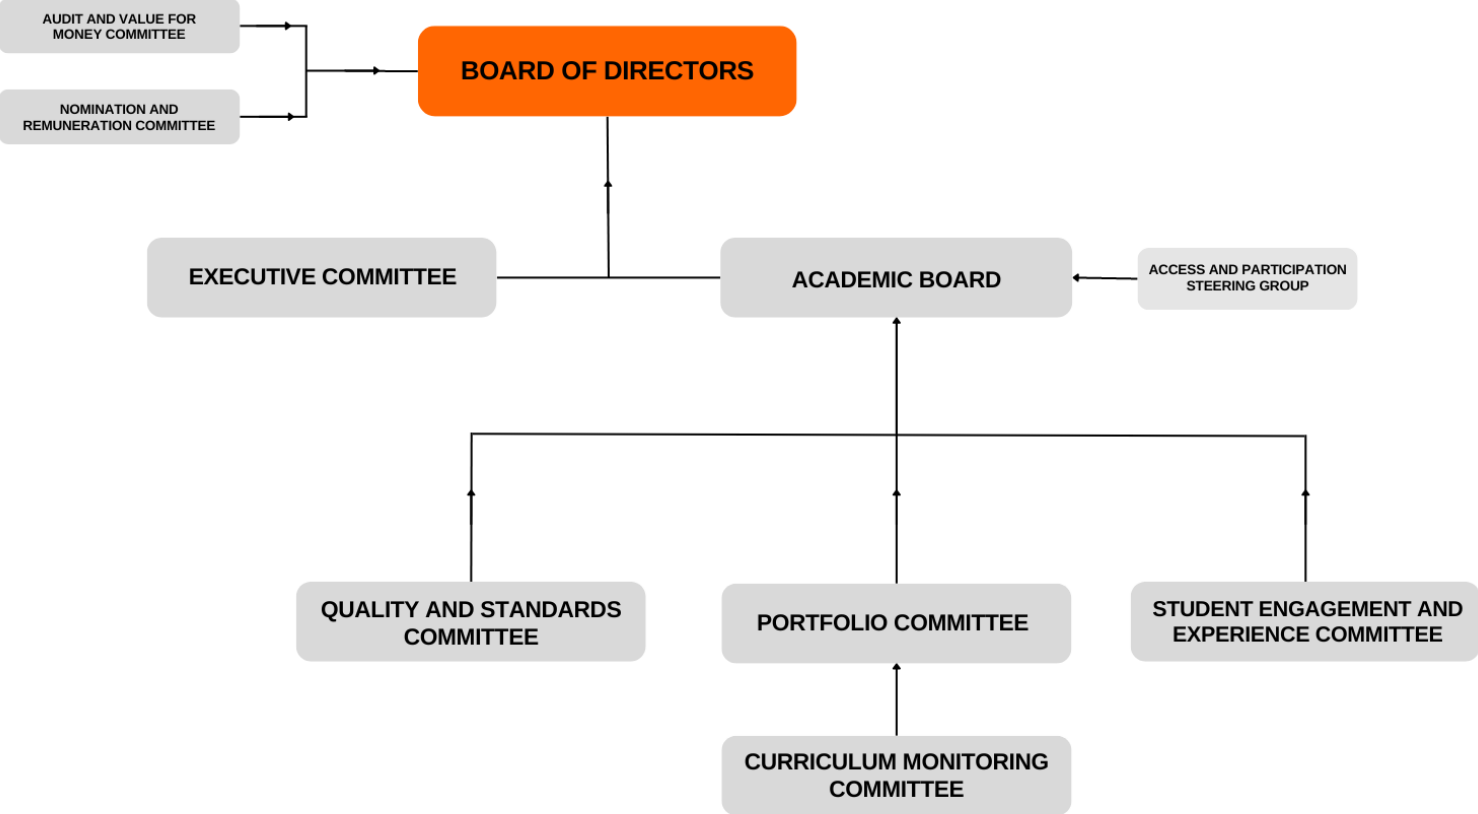 AUDIT AND VALUE FOR
MONEY COMMITTEE
BOARD OF DIRECTORS
NOMINATION AND
REMUNERATION COMMITTEE
EXECUTIVE COMMITTEE
ACADEMIC BOARD
ACCESS AND PARTICIPATION
STEERING GROUP
QUALITY AND STANDARDS
COMMITTEE
PORTFOLIO COMMITTEE
STUDENT ENGAGEMENT AND
EXPERIENCE COMMITTEE
CURRICULUM MONITORING
COMMITTEE